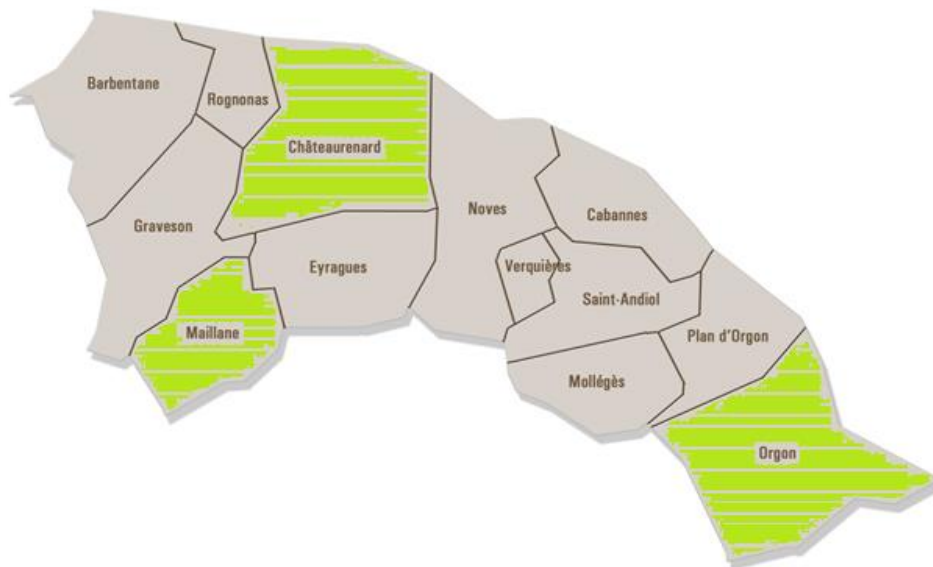 Barbentane
Rognonas
Châteaurenard
Graveson
Noves
Cabannes
Eyragues
Verquières
Saint-Andiol
Maillane
Plan d'Orgon
Mollégès
Orgon